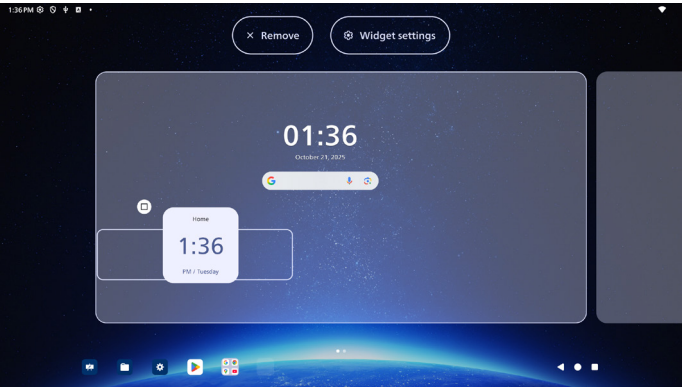 1:36 PM
× Remove
Widget settings
01:36
October 21, 2025
Home
1:36
PM / Tuesday